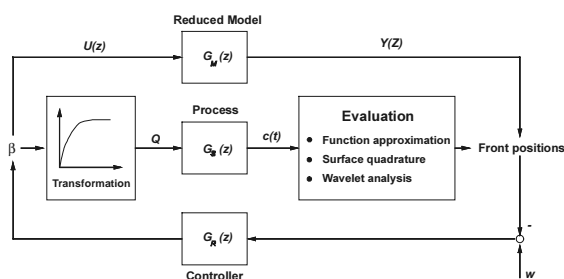 Reduced Model
U(z)
G_M(z)
Y(Z)
Process
Evaluation
Function approximation
Surface quadrature
Wavelet analysis
β
Transformation
Q
G_S(z)
c(t)
Front positions
G_R(z)
Controller
-
w